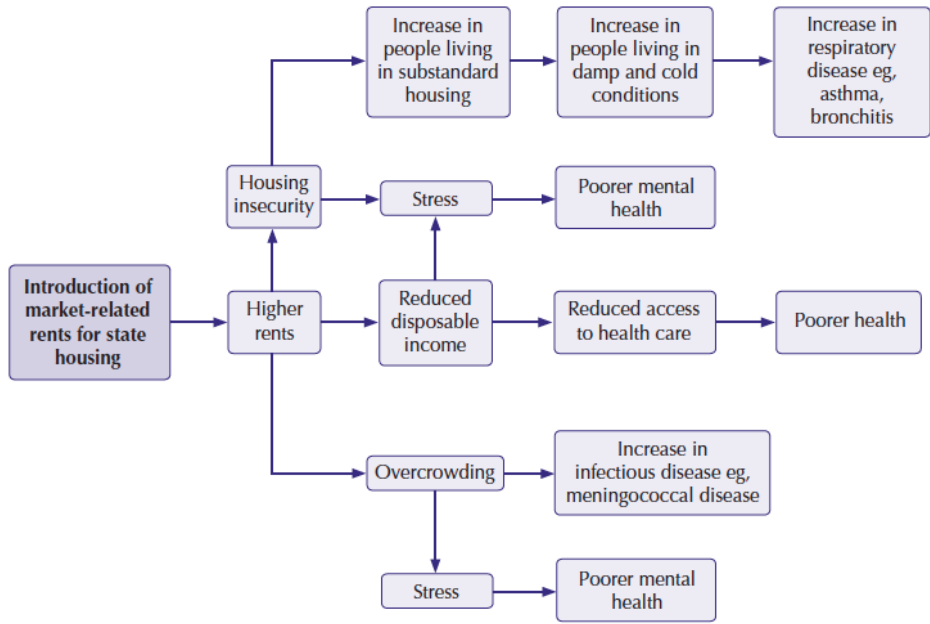 Increase in
people living
in substandard
housing
Increase in
people living in
damp and cold
conditions
Increase in
respiratory
disease eg,
asthma,
bronchitis
Housing
insecurity
Stress
Poorer mental
health
Introduction of
market-related
rents for state
housing
Higher
rents
Reduced
disposable
income
Reduced access
to health care
Poorer health
Overcrowding
Increase in
infectious disease eg,
meningococcal disease
Stress
Poorer mental
health